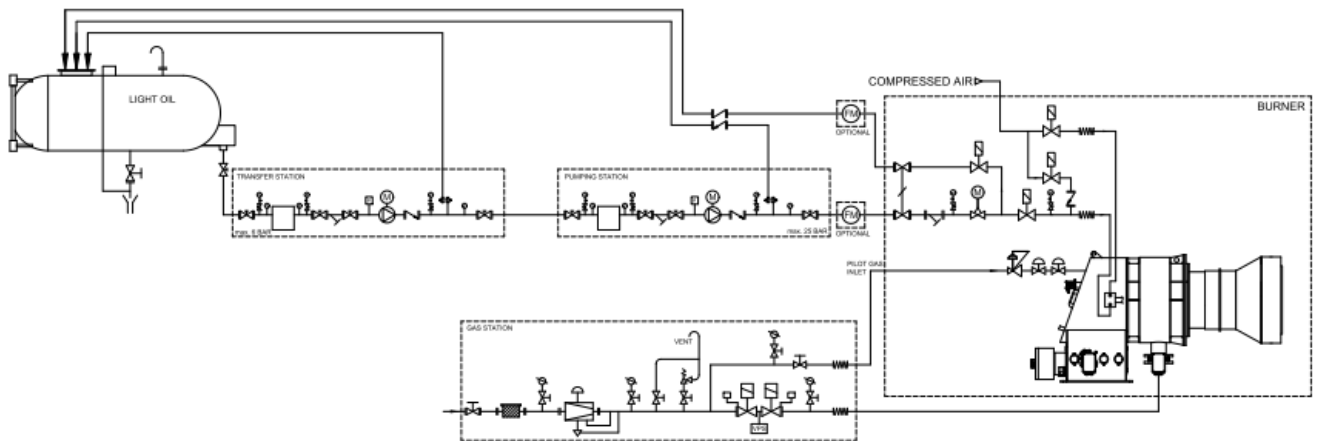 COMPRESSED AIR
BURNER
LIGHT OIL
FM
OPTIONAL
TRANSFER STATION
PUMPING STATION
M
M
M
max. 6 BAR
max. 25 BAR
FM
OPTIONAL
PILOT GAS
INLET
GAS STATION
VENT
VPS